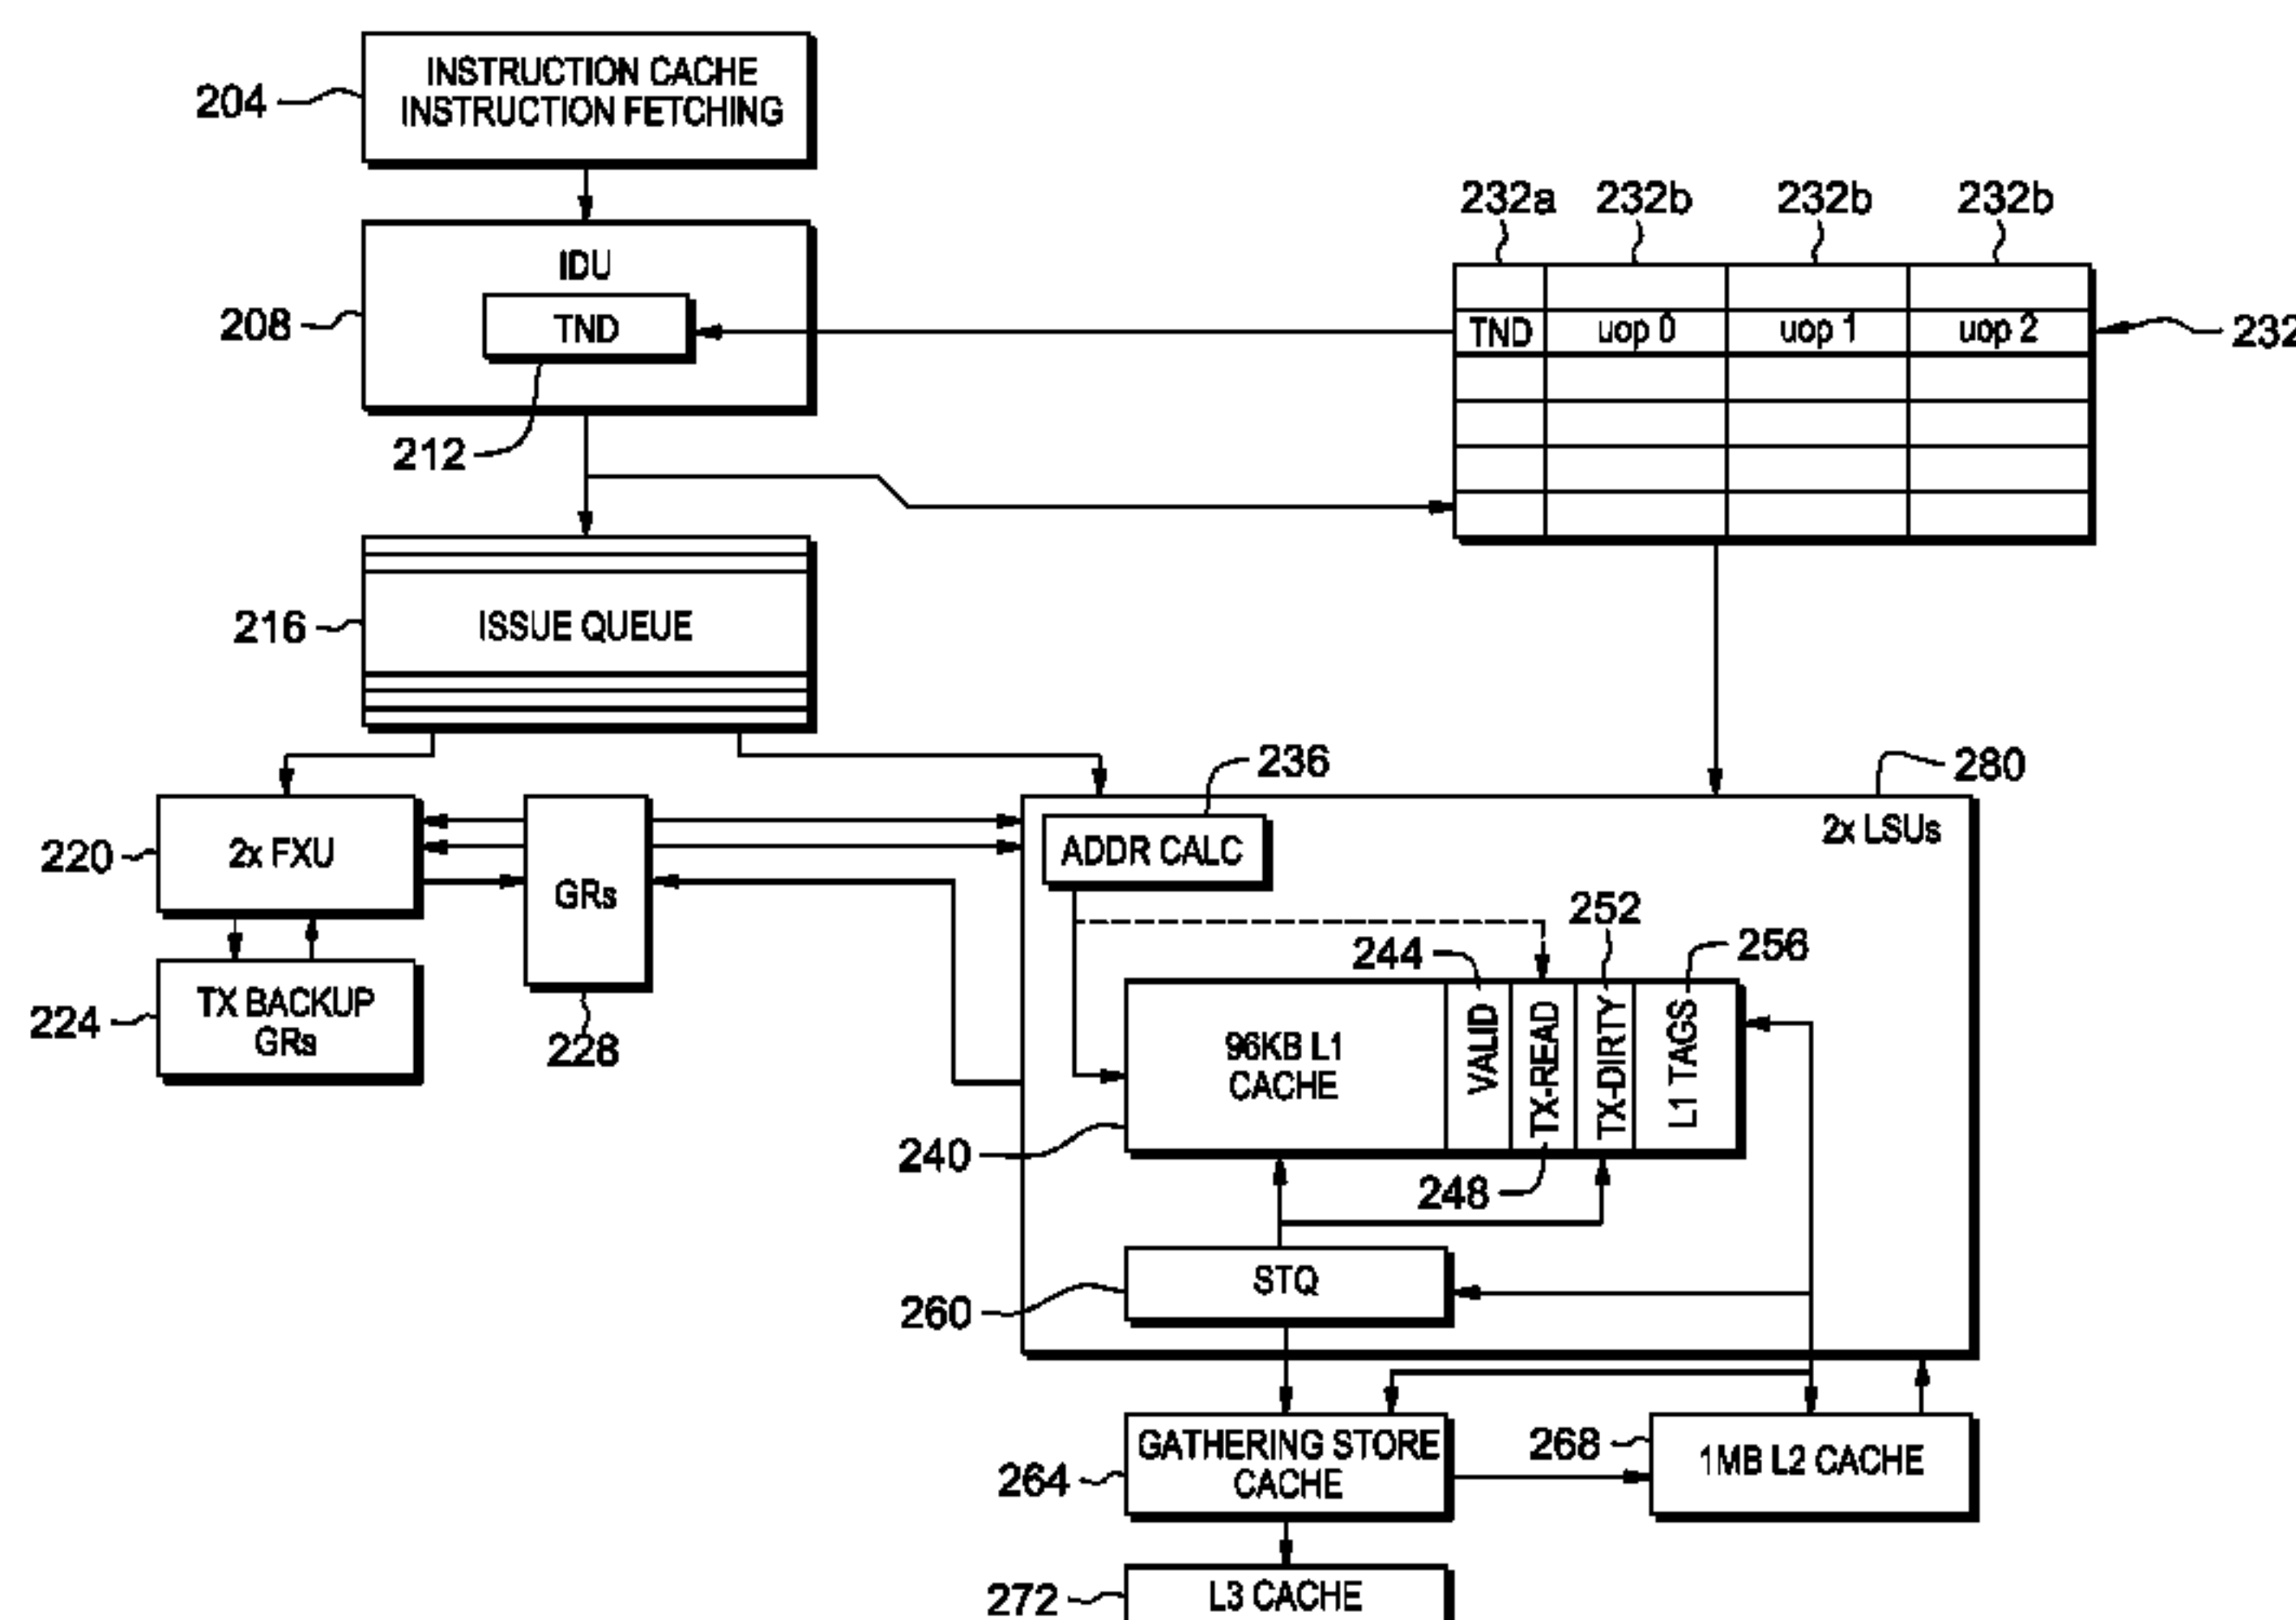 INSTRUCTION CACHE
INSTRUCTION FETCHING
204
232a 232b 232b 232b
IDU
208
TND
TND uop 0 uop 1 uop 2
232
212
216
ISSUE QUEUE
236
280
2x LSUs
220
2x FXU
GRs
ADDR CALC
252
244
256
224
TX BACKUP
GRs
228
96KB L1
CACHE
VALID
TX-READ
TX-DIRTY
L1 TAGS
240
248
STQ
260
GATHERING STORE
CACHE
264
268
1MB L2 CACHE
L3 CACHE
272